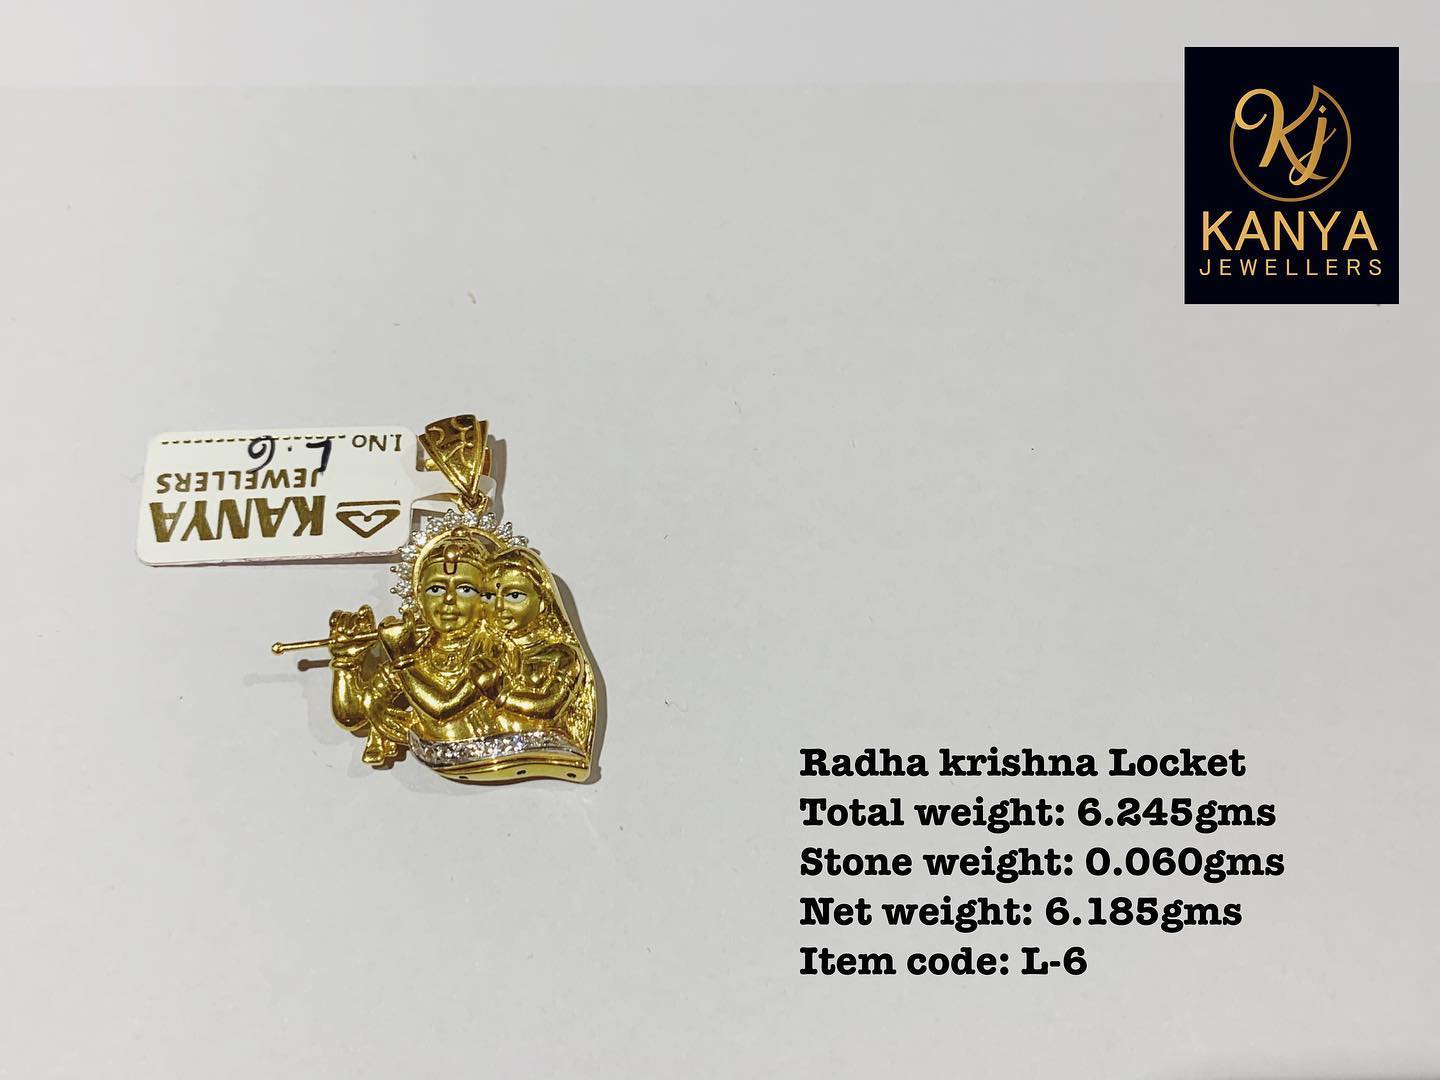 Kj
KANYA
JEWELLERS
I.No. L-6
JEWELLERS
KANYA
Radha krishna Locket
Total weight: 6.245gms
Stone weight: 0.060gms
Net weight: 6.185gms
Item code: L-6